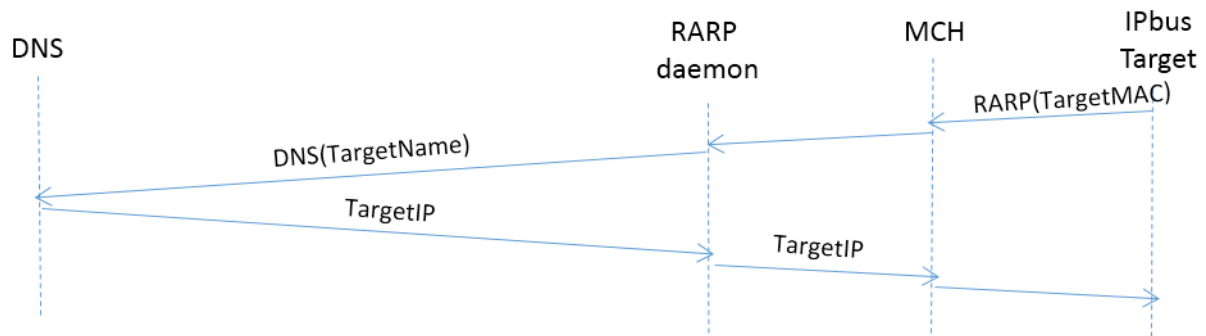 DNS
RARP
daemon
MCH
IPbus
Target
RARP(TargetMAC)
DNS(TargetName)
TargetIP
TargetIP